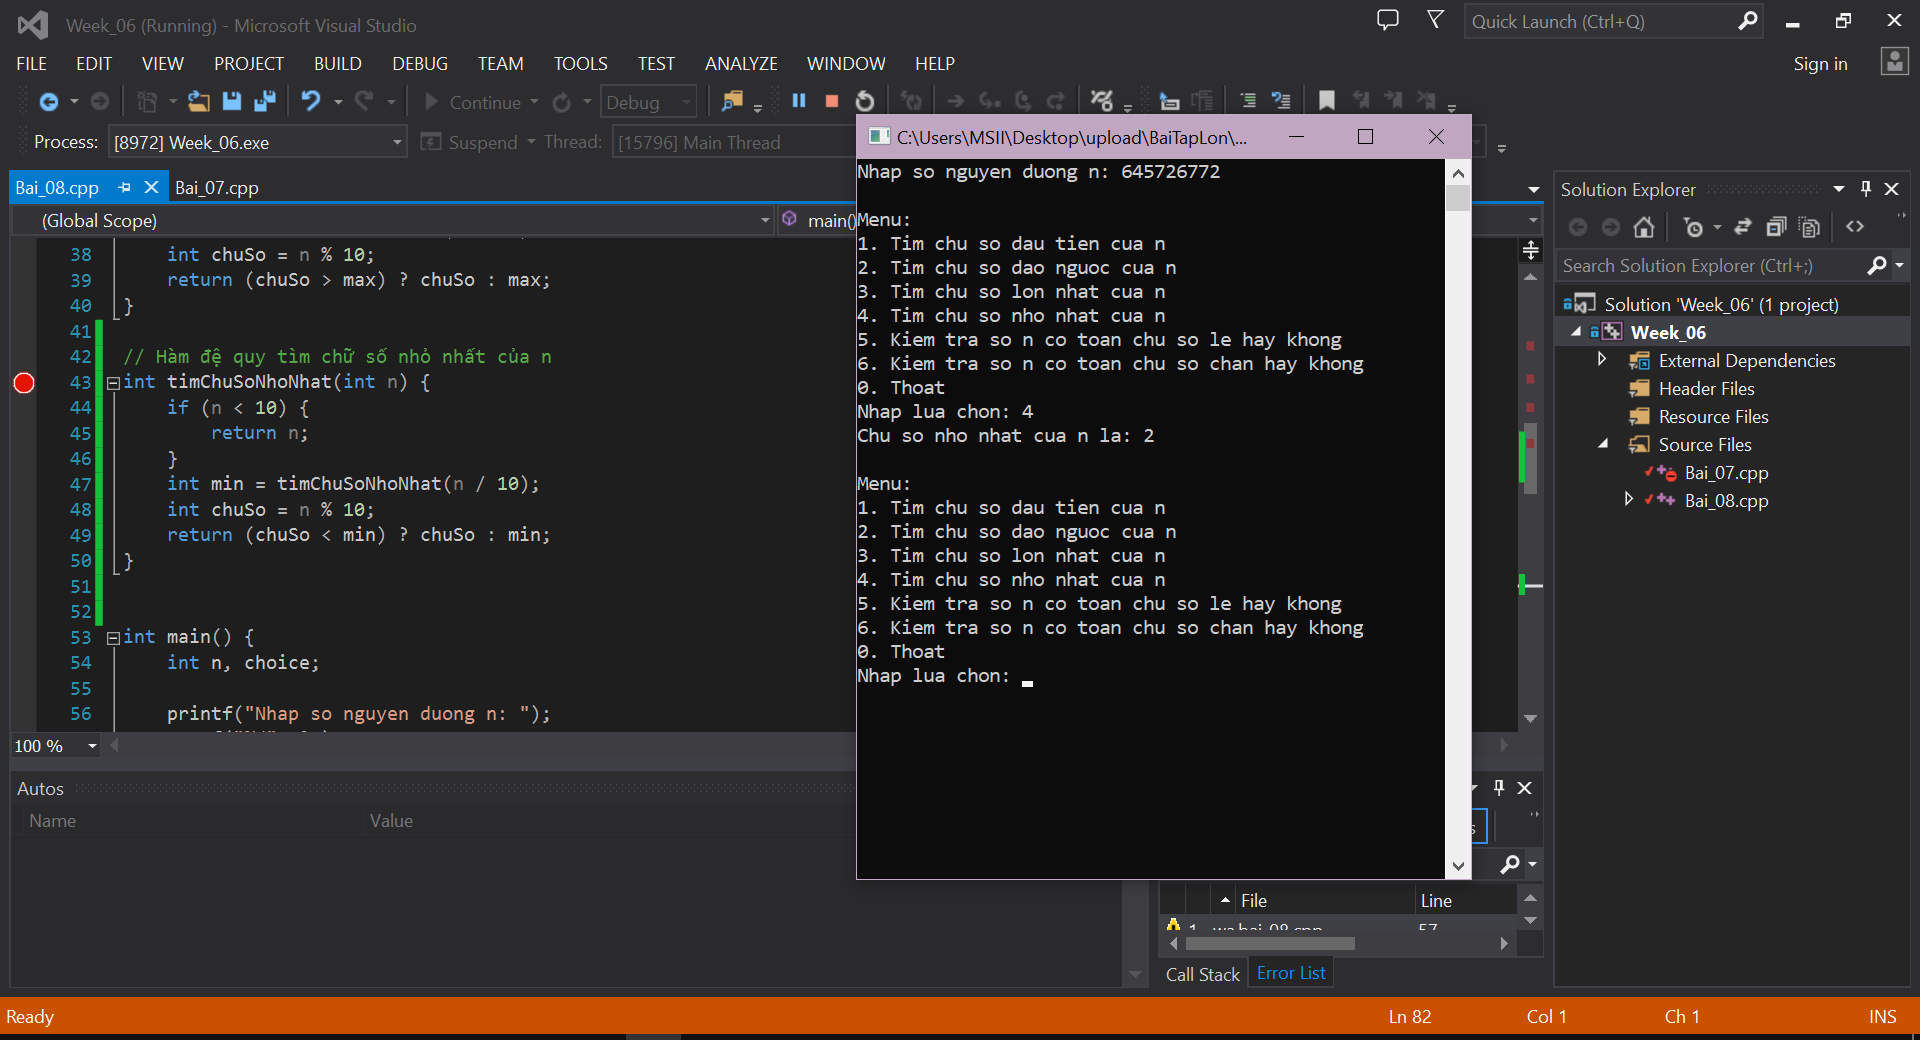 Week_06 (Running) - Microsoft Visual Studio
Quick Launch (Ctrl+Q)
FILE EDIT VIEW PROJECT BUILD DEBUG TEAM TOOLS TEST ANALYZE WINDOW HELP
Sign in
Continue
Debug
Process: [8972] Week_06.exe
Suspend
Thread: [15796] Main Thread
Bai_08.cpp Bai_07.cpp
(Global Scope)
main()
38 int chuSo = n % 10;
39 return (chuSo > max) ? chuSo : max;
40 }
41
42 // Hàm đệ quy tìm chữ số nhỏ nhất của n
43 int timChuSoNhoNhat(int n) {
44 if (n < 10) {
45 return n;
46 }
47 int min = timChuSoNhoNhat(n / 10);
48 int chuSo = n % 10;
49 return (chuSo < min) ? chuSo : min;
50 }
51
52
53 int main() {
54 int n, choice;
55
56 printf("Nhap so nguyen duong n: ");
100 %
Autos
Name Value
C:\Users\MSII\Desktop\upload\BaiTapLon\...
Nhap so nguyen duong n: 645726772
Menu:
1. Tim chu so dau tien cua n
2. Tim chu so dao nguoc cua n
3. Tim chu so lon nhat cua n
4. Tim chu so nho nhat cua n
5. Kiem tra so n co toan chu so le hay khong
6. Kiem tra so n co toan chu so chan hay khong
0. Thoat
Nhap lua chon: 4
Chu so nho nhat cua n la: 2
Menu:
1. Tim chu so dau tien cua n
2. Tim chu so dao nguoc cua n
3. Tim chu so lon nhat cua n
4. Tim chu so nho nhat cua n
5. Kiem tra so n co toan chu so le hay khong
6. Kiem tra so n co toan chu so chan hay khong
0. Thoat
Nhap lua chon:
File Line
Call Stack Error List
Solution Explorer
Search Solution Explorer (Ctrl+;)
Solution 'Week_06' (1 project)
Week_06
External Dependencies
Header Files
Resource Files
Source Files
Bai_07.cpp
Bai_08.cpp
Ready
Ln 82 Col 1 Ch 1 INS